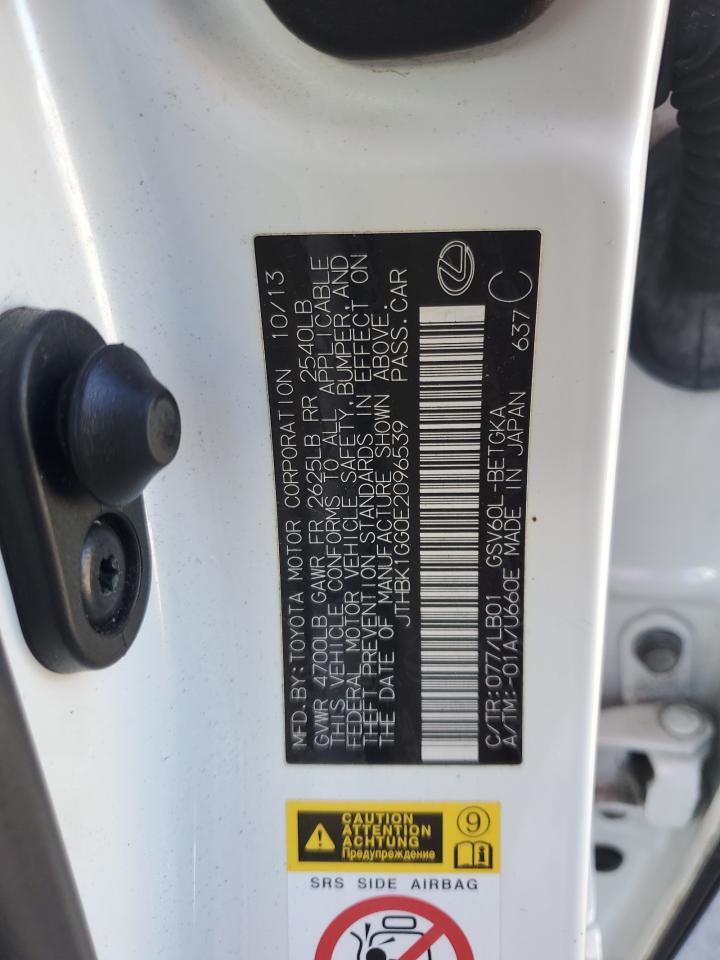 MFD. BY: TOYOTA MOTOR CORPORATION 10/13
GVWR 4700LB GAWR FR 2625LB RR 2540LB
THIS VEHICLE CONFORMS TO ALL APPLICABLE
FEDERAL MOTOR VEHICLE SAFETY, BUMPER, AND
THEFT PREVENTION STANDARDS IN EFFECT ON
THE DATE OF MANUFACTURE SHOWN ABOVE.
JTHBK1GG0E2096539 PASS. CAR
C/TR:077/LB01 GSV60L-BETGKA
A/TM:-01A/U660E MADE IN JAPAN 637 C
CAUTION
ATTENTION
ACHTUNG
Предупреждение
9
SRS SIDE AIRBAG